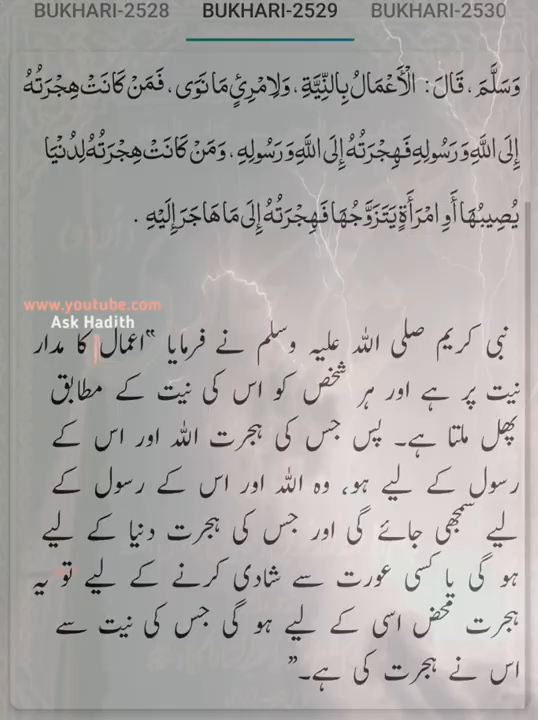 BUKHARI-2528 BUKHARI-2529 BUKHARI-2530
وَسَلَّمَ، قَالَ: الْأَعْمَالُ بِالنِّيَّةِ، وَلِامْرِئٍ مَا نَوَى، فَمَنْ كَانَتْ هِجْرَتُهُ
إِلَى اللَّهِ وَرَسُولِهِ فَهِجْرَتُهُ إِلَى اللَّهِ وَرَسُولِهِ، وَمَنْ كَانَتْ هِجْرَتُهُ لِدُنْيَا
يُصِيبُهَا أَوِ امْرَأَةٍ يَتَزَوَّجُهَا فَهِجْرَتُهُ إِلَى مَا هَاجَرَ إِلَيْهِ .
www.youtube.com
Ask Hadith
نبی کریم صلی اللہ علیہ وسلم نے فرمایا ”اعمال کا مدار
نیت پر ہے اور ہر شخص کو اس کی نیت کے مطابق
پھل ملتا ہے۔ پس جس کی ہجرت اللہ اور اس کے
رسول کے لیے ہو، وہ اللہ اور اس کے رسول کے
لیے سمجھی جائے گی اور جس کی ہجرت دنیا کے لیے
ہو گی یا کسی عورت سے شادی کرنے کے لیے تو یہ
ہجرت محض اسی کے لیے ہو گی جس کی نیت سے
اس نے ہجرت کی ہے۔“